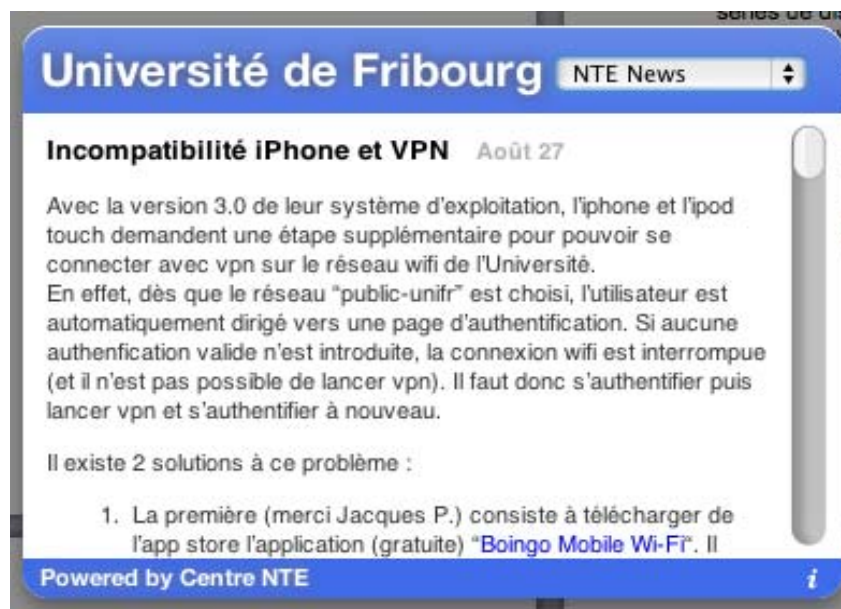 Université de Fribourg NTE News
Incompatibilité iPhone et VPN Août 27
Avec la version 3.0 de leur système d'exploitation, l'iphone et l'ipod
touch demandent une étape supplémentaire pour pouvoir se
connecter avec vpn sur le réseau wifi de l'Université.
En effet, dès que le réseau “public-unifr” est choisi, l'utilisateur est
automatiquement dirigé vers une page d'authentification. Si aucune
authenfication valide n'est introduite, la connexion wifi est interrompue
(et il n'est pas possible de lancer vpn). Il faut donc s'authentifier puis
lancer vpn et s'authentifier à nouveau.
Il existe 2 solutions à ce problème :
1. La première (merci Jacques P.) consiste à télécharger de
l'app store l'application (gratuite) “Boingo Mobile Wi-Fi“. Il
Powered by Centre NTE i